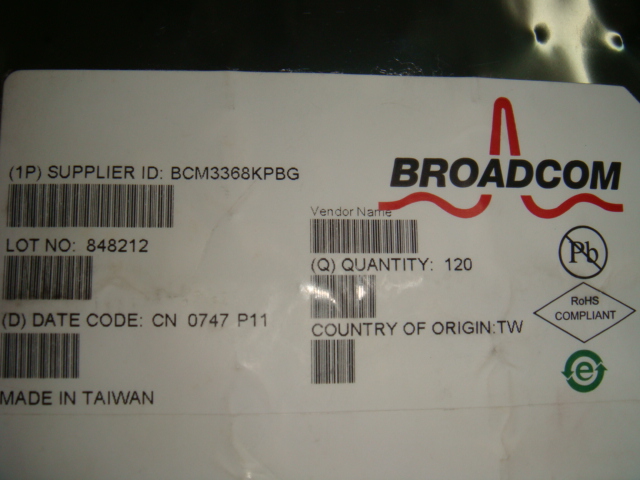 (1P) SUPPLIER ID: BCM3368KPBG
BROADCOM
Vendor Name
LOT NO: 848212
(Q) QUANTITY: 120
Pb
RoHS
COMPLIANT
(D) DATE CODE: CN 0747 P11
COUNTRY OF ORIGIN:TW
e
MADE IN TAIWAN